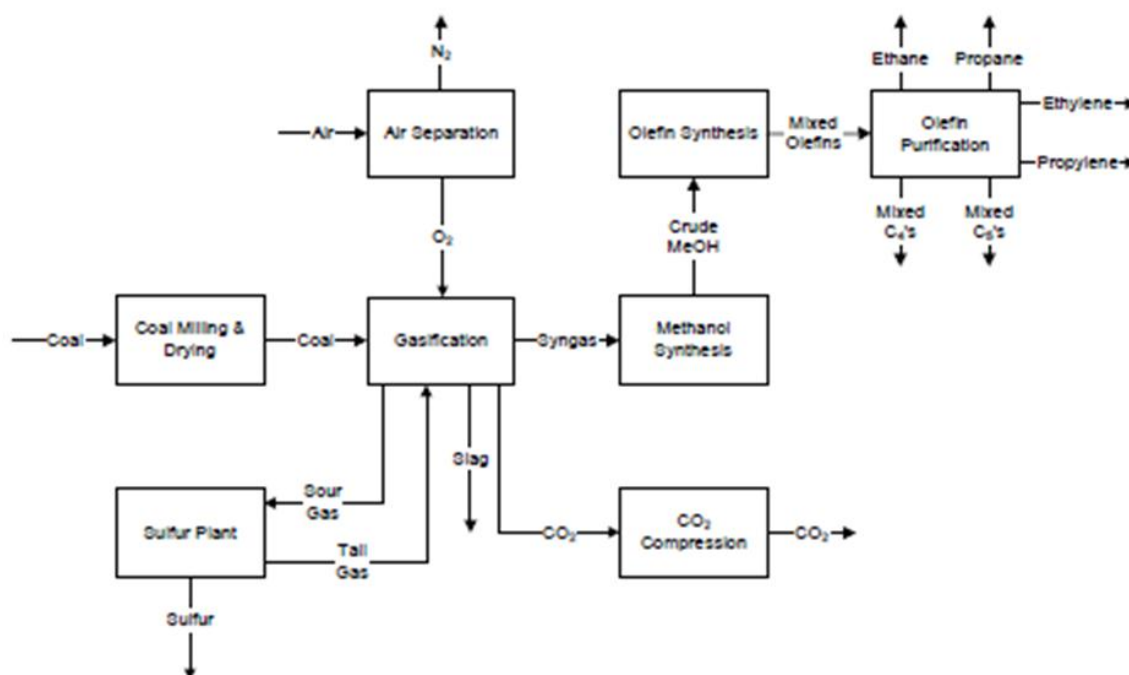 N₂
Ethane
Propane
Air
Air Separation
Olefin Synthesis
Mixed
Olefins
Olefin
Purification
Ethylene
Propylene
Mixed
C₄'s
Mixed
C₅'s
O₂
Crude
MeOH
Coal
Coal Milling &
Drying
Coal
Gasification
Syngas
Methanol
Synthesis
Slag
Sour
Gas
Sulfur Plant
Tail
Gas
CO₂
CO₂
Compression
CO₂
Sulfur